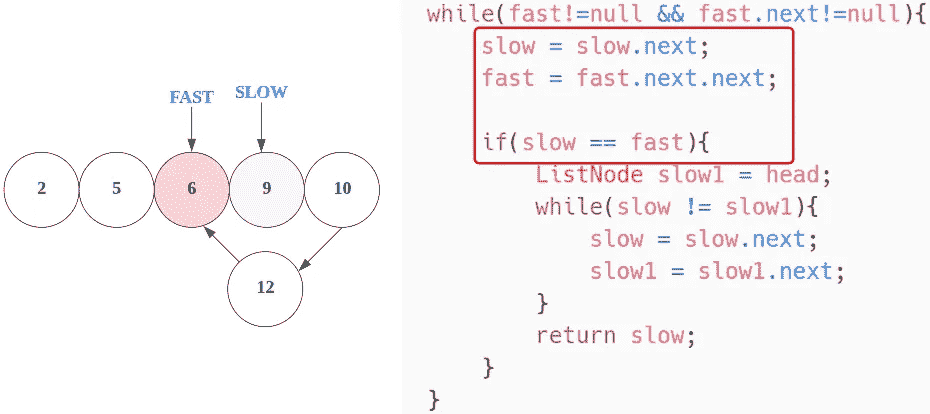 FAST
SLOW
2
5
6
9
10
12
while(fast!=null && fast.next!=null){
slow = slow.next;
fast = fast.next.next;
if(slow == fast){
ListNode slow1 = head;
while(slow != slow1){
slow = slow.next;
slow1 = slow1.next;
}
return slow;
}
}